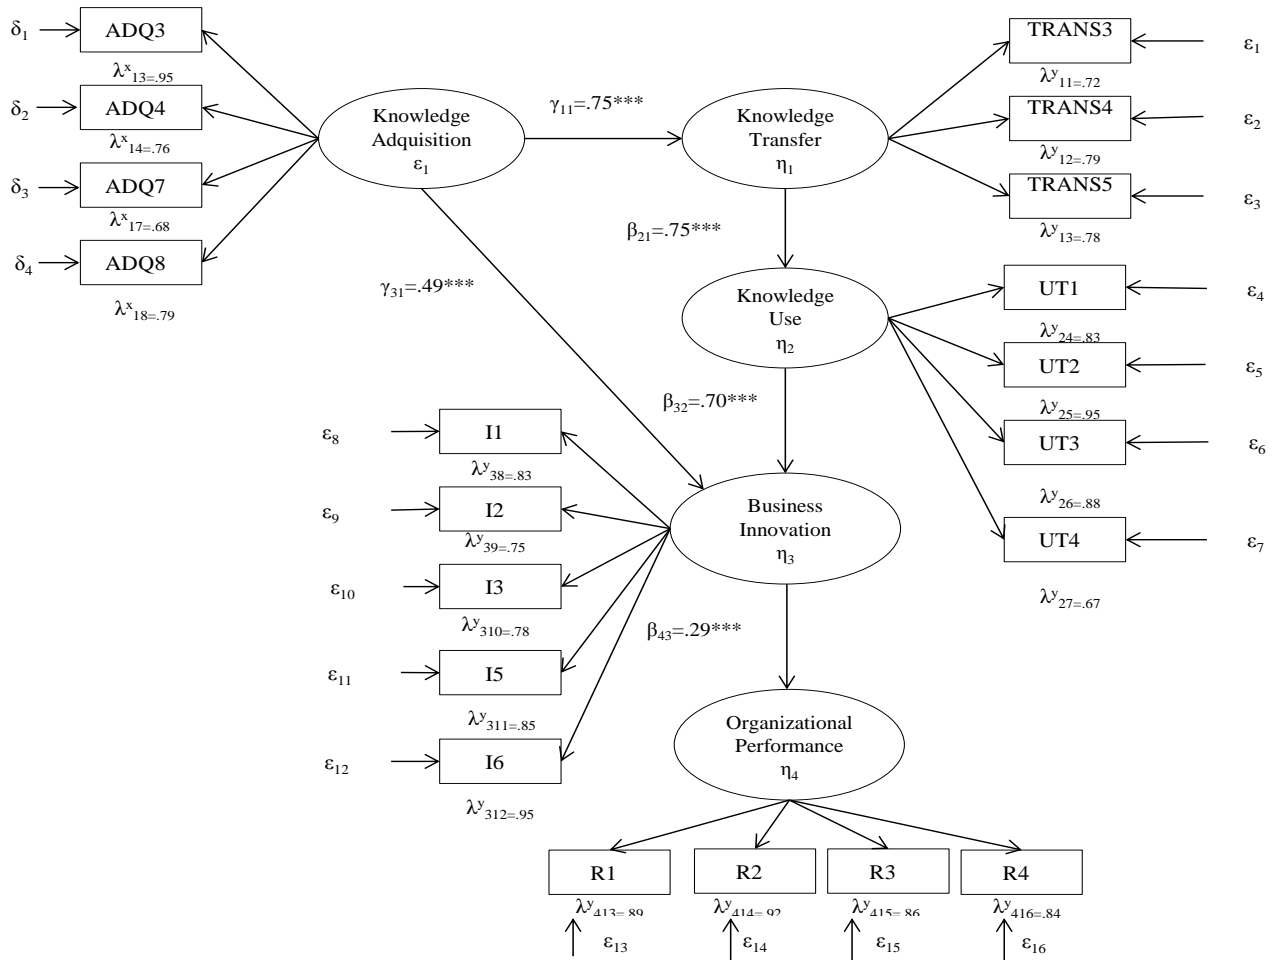 δ1
ADQ3
λx13=.95
δ2
ADQ4
λx14=.76
δ3
ADQ7
λx17=.68
δ4
ADQ8
λx18=.79
Knowledge
Adquisition
ε1
γ11=.75***
Knowledge
Transfer
η1
TRANS3
ε1
λy11=.72
TRANS4
ε2
λy12=.79
TRANS5
ε3
λy13=.78
β21=.75***
γ31=.49***
Knowledge
Use
η2
UT1
ε4
λy24=.83
UT2
ε5
λy25=.95
UT3
ε6
λy26=.88
UT4
ε7
λy27=.67
β32=.70***
ε8
I1
λy38=.83
ε9
I2
λy39=.75
ε10
I3
λy310=.78
ε11
I5
λy311=.85
ε12
I6
λy312=.95
Business
Innovation
η3
β43=.29***
Organizational
Performance
η4
R1
R2
R3
R4
λy413=.89
λy414=.92
λy415=.86
λy416=.84
ε13
ε14
ε15
ε16